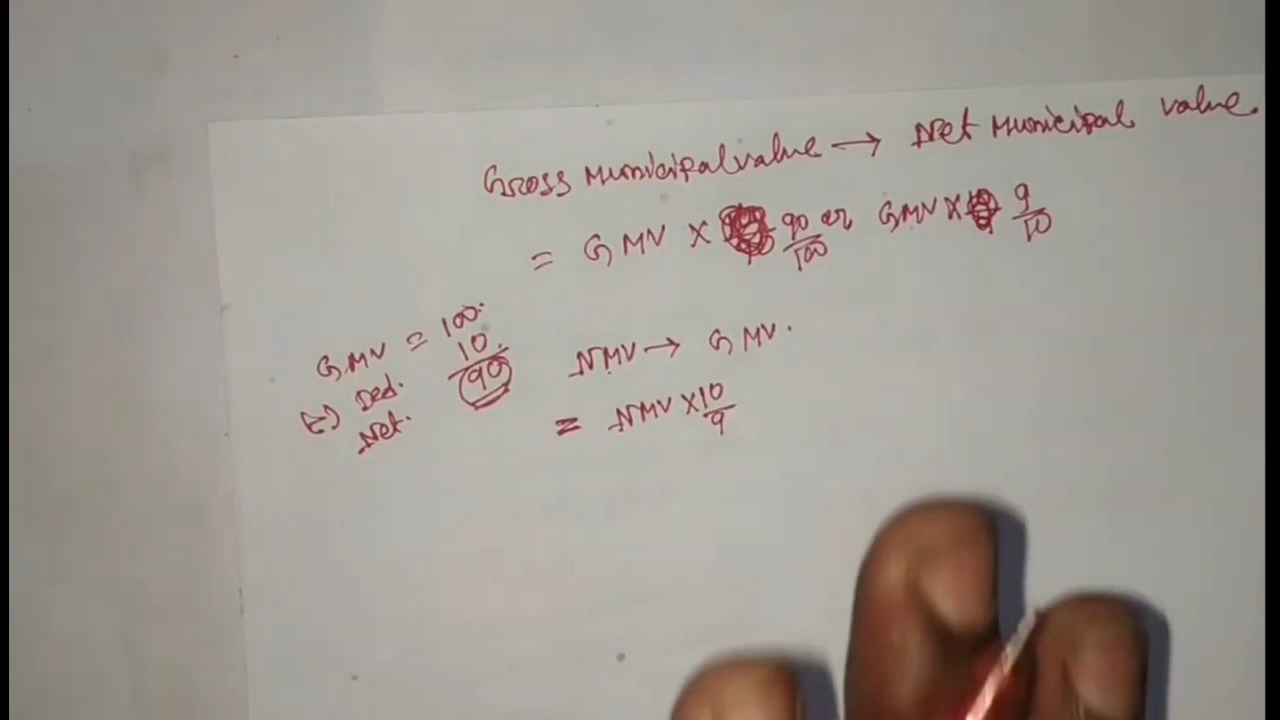 Gross Municipal value → Net Municipal value.
= GMV × 90/100 or GMV × 9/10
GMV = 100.
(-) Ded. 10.
Net. 90
NMV → GMV.
= NMV × 10/9